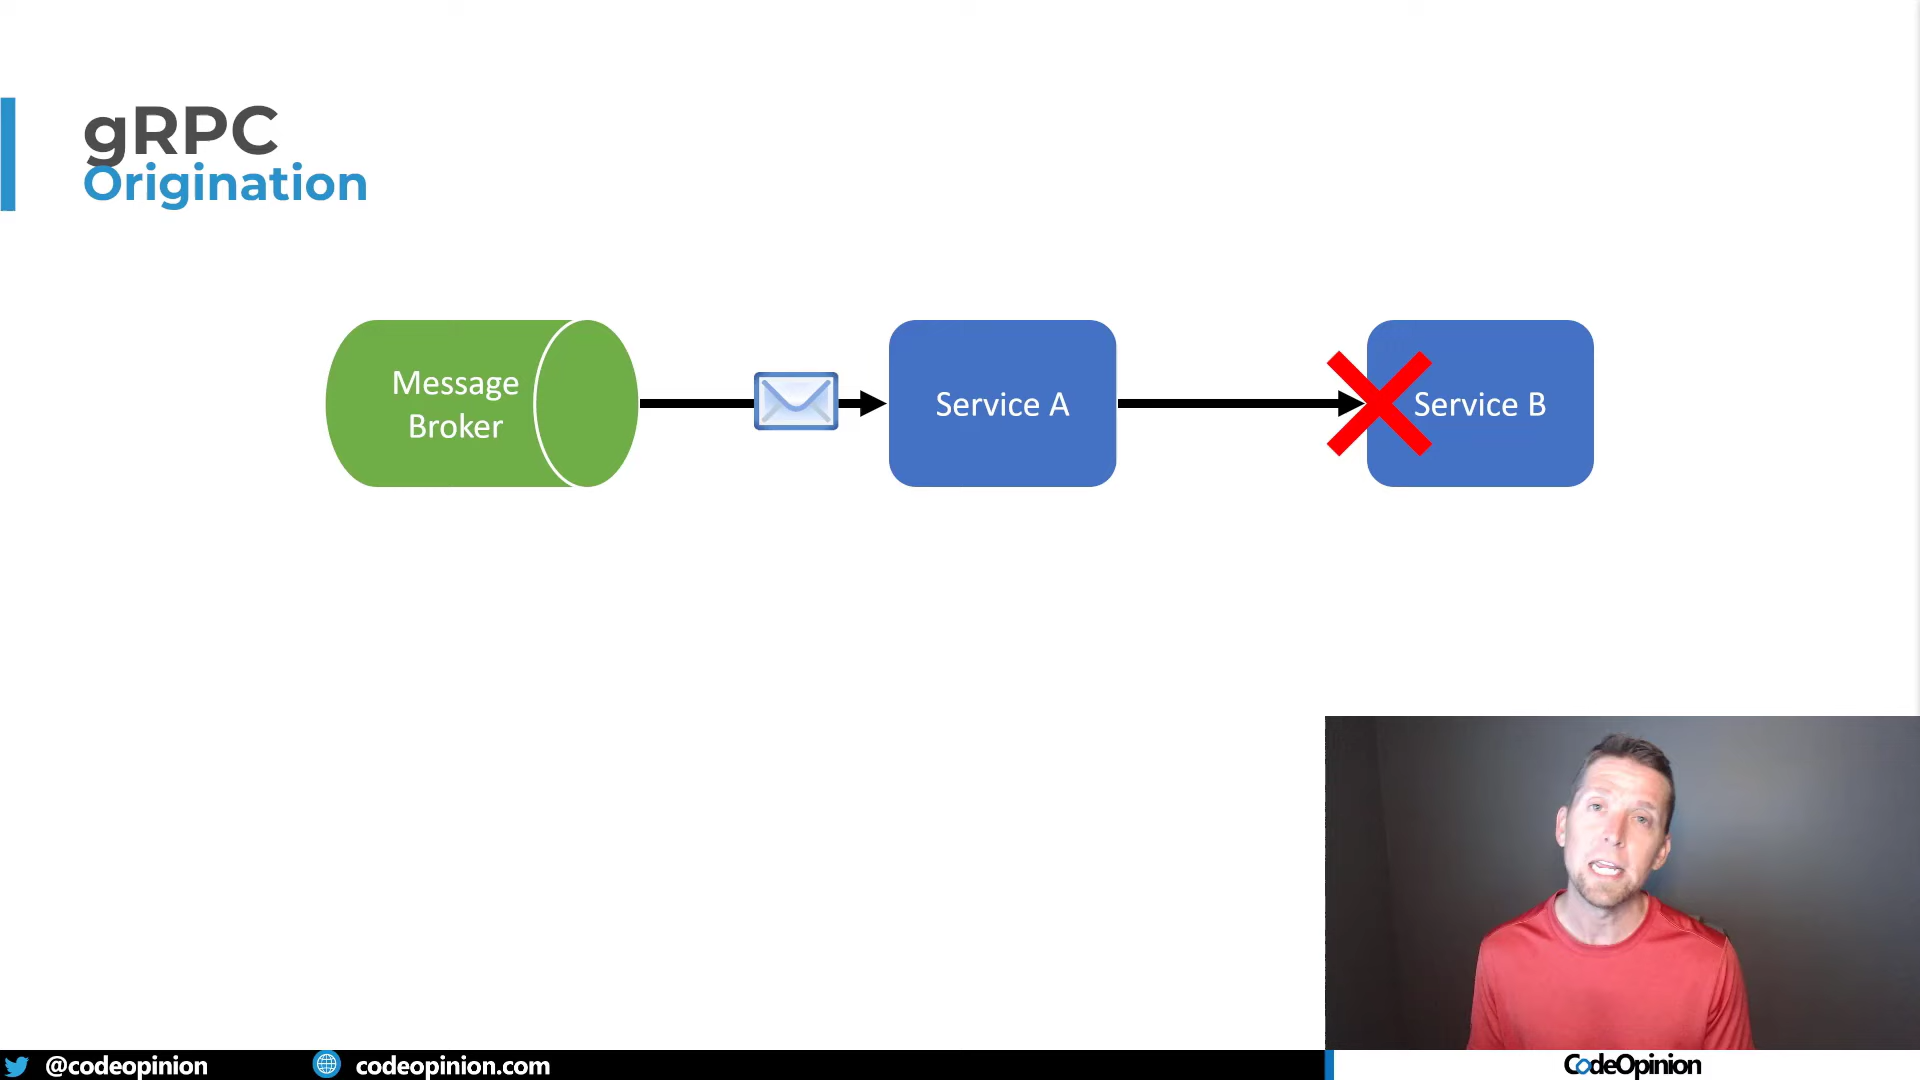 gRPC
Origination
Message
Broker
Service A
Service B
@codeopinion
codeopinion.com
CodeOpinion